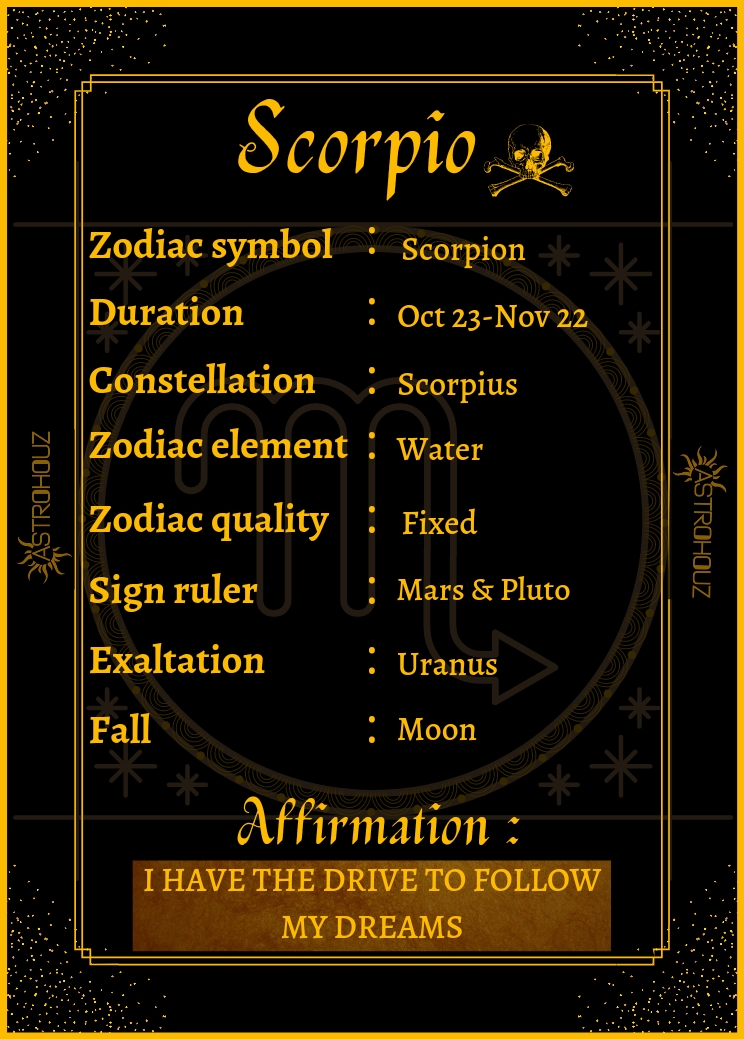 Scorpio
Zodiac symbol : Scorpion
Duration : Oct 23-Nov 22
Constellation : Scorpius
Zodiac element : Water
Zodiac quality : Fixed
Sign ruler : Mars & Pluto
Exaltation : Uranus
Fall : Moon
Affirmation :
I HAVE THE DRIVE TO FOLLOW
MY DREAMS
ASTROHOUZ
ASTROHOUZ